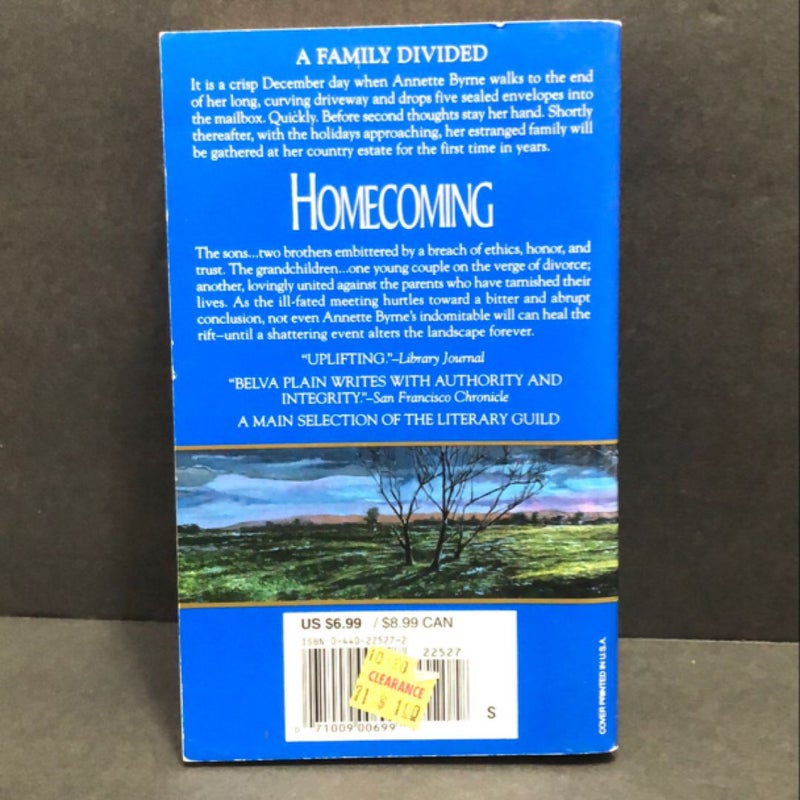 A FAMILY DIVIDED
It is a crisp December day when Annette Byrne walks to the end
of her long, curving driveway and drops five sealed envelopes into
the mailbox. Quickly. Before second thoughts stay her hand. Shortly
thereafter, with the holidays approaching, her estranged family will
be gathered at her country estate for the first time in years.
HOMECOMING
The sons...two brothers embittered by a breach of ethics, honor, and
trust. The grandchildren...one young couple on the verge of divorce;
another, lovingly united against the parents who have tarnished their
lives. As the ill-fated meeting hurtles toward a bitter and abrupt
conclusion, not even Annette Byrne's indomitable will can heal the
rift—until a shattering event alters the landscape forever.
"UPLIFTING."—Library Journal
"BELVA PLAIN WRITES WITH AUTHORITY AND
INTEGRITY."—San Francisco Chronicle
A MAIN SELECTION OF THE LITERARY GUILD
US $6.99 / $8.99 CAN
ISBN 0-440-22527-2
22527
CLEARANCE
S
0 71009 00699
COVER PRINTED IN U.S.A.